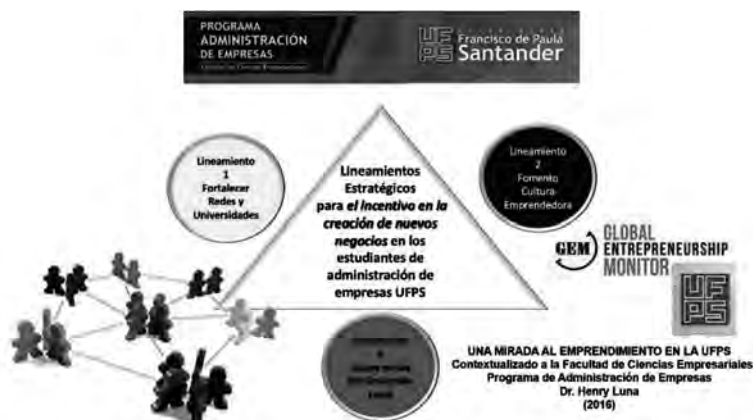 PROGRAMA
ADMINISTRACIÓN
DE EMPRESAS
UFPS
Francisco de Paula
Santander
Lineamiento
1
Fortalecer
Redes y
Universidades
Lineamientos
Estratégicos
para el incentivo en la
creación de nuevos
negocios en los
estudiantes de
administración de
empresas UFPS
Lineamiento
2
Fomento
Cultura
Emprendedora
GEM
GLOBAL
ENTREPRENEURSHIP
MONITOR
UFPS
UNA MIRADA AL EMPRENDIMIENTO EN LA UFPS
Contextualizado a la Facultad de Ciencias Empresariales
Programa de Administración de Empresas
Dr. Henry Luna
(2016)